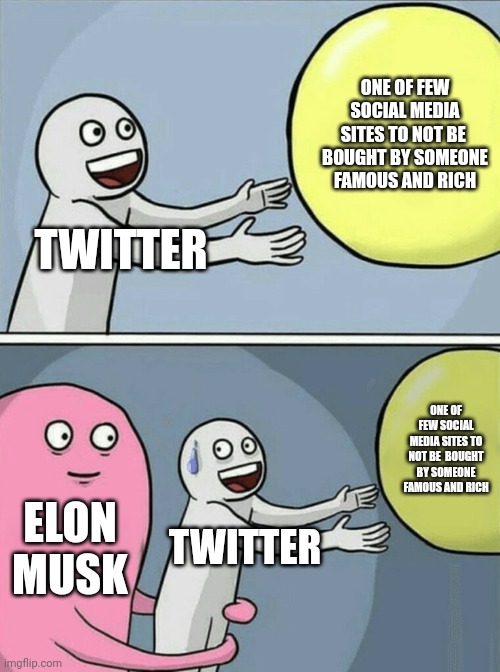 ONE OF FEW
SOCIAL MEDIA
SITES TO NOT BE
BOUGHT BY SOMEONE
FAMOUS AND RICH
TWITTER
ONE OF
FEW SOCIAL
MEDIA SITES TO
NOT BE BOUGHT
BY SOMEONE
FAMOUS AND RICH
ELON
MUSK
TWITTER
imgflip.com